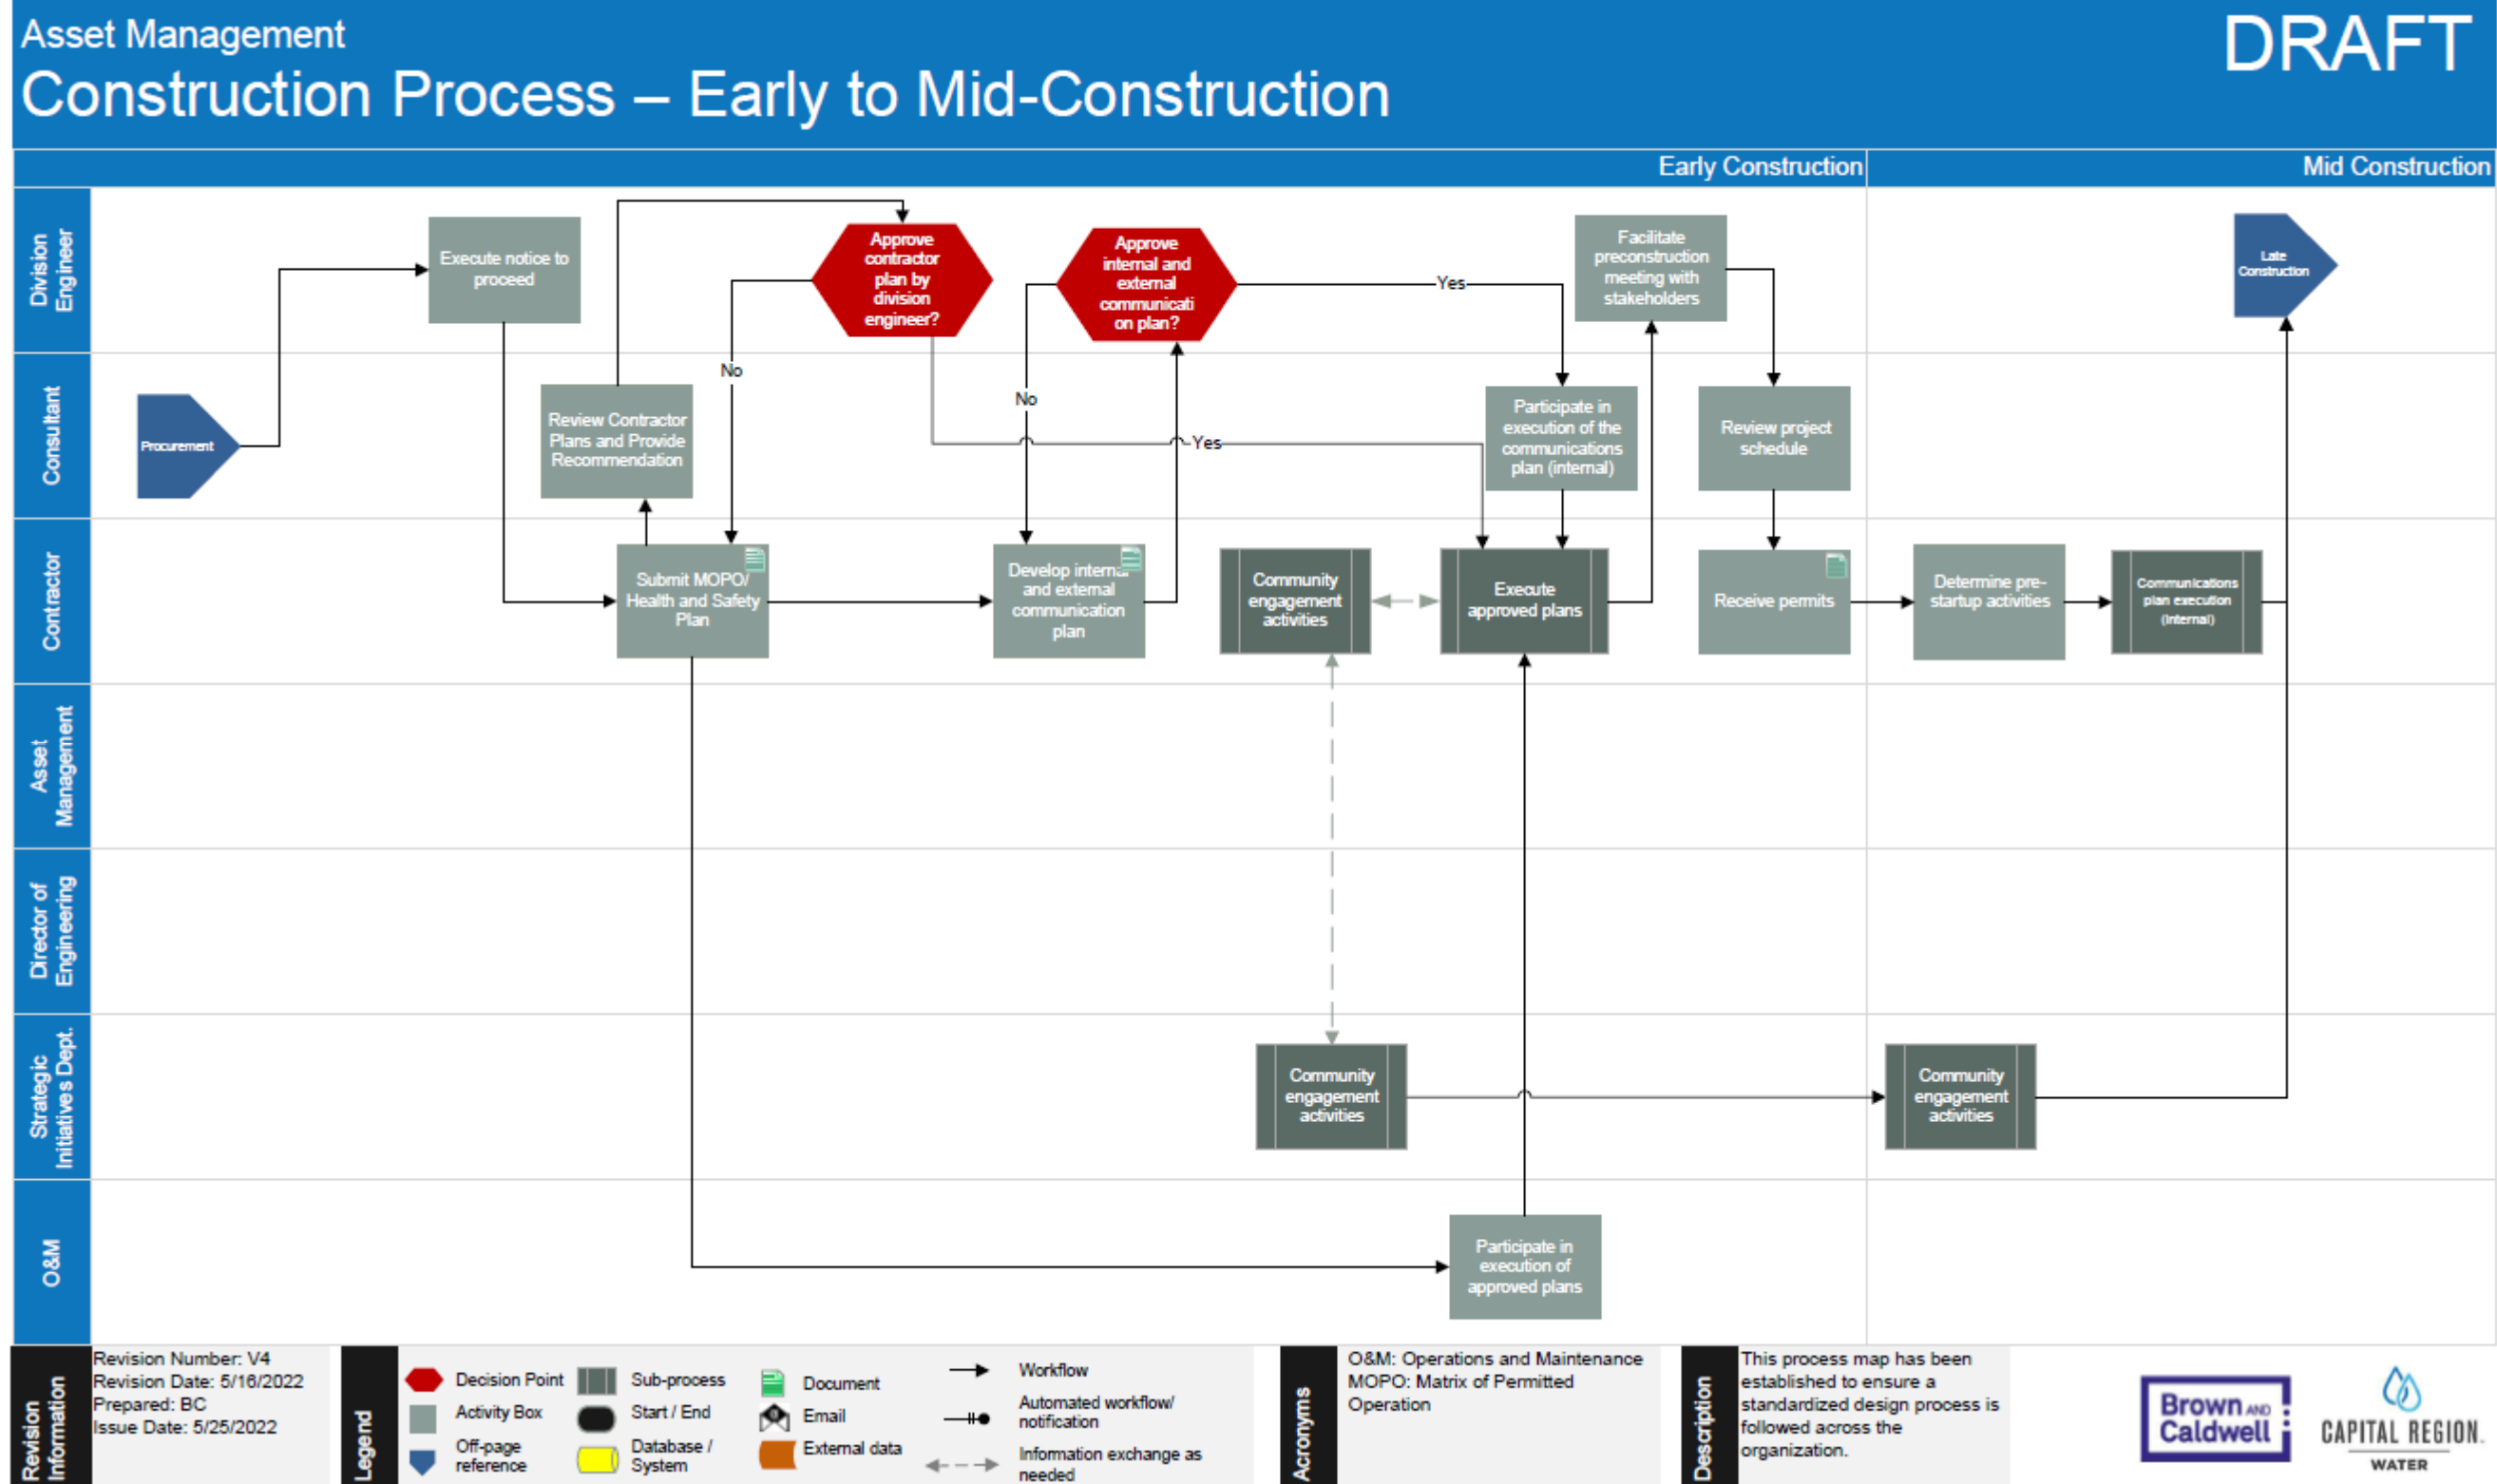 Asset Management
DRAFT
Construction Process – Early to Mid-Construction
Early Construction
Mid Construction
Division
Engineer
Execute notice to
proceed
Approve
contractor
plan by
division
engineer?
Approve
internal and
external
communicati
on plan?
Yes
Facilitate
preconstruction
meeting with
stakeholders
Late
Construction
No
No
Consultant
Procurement
Review Contractor
Plans and Provide
Recommendation
Yes
Participate in
execution of the
communications
plan (internal)
Review project
schedule
Contractor
Submit MOPO/
Health and Safety
Plan
Develop internal
and external
communication
plan
Community
engagement
activities
Execute
approved plans
Receive permits
Determine pre-
startup activities
Communications
plan execution
(internal)
Asset
Management
Director of
Engineering
Strategic
Initiatives Dept.
Community
engagement
activities
Community
engagement
activities
O&M
Participate in
execution of
approved plans
Revision
Information
Revision Number: V4
Revision Date: 5/16/2022
Prepared: BC
Issue Date: 5/25/2022
Legend
Decision Point
Activity Box
Off-page
reference
Sub-process
Start / End
Database /
System
Document
Email
External data
Workflow
Automated workflow/
notification
Information exchange as
needed
Acronyms
O&M: Operations and Maintenance
MOPO: Matrix of Permitted
Operation
Description
This process map has been
established to ensure a
standardized design process is
followed across the
organization.
Brown AND
Caldwell
CAPITAL REGION
WATER